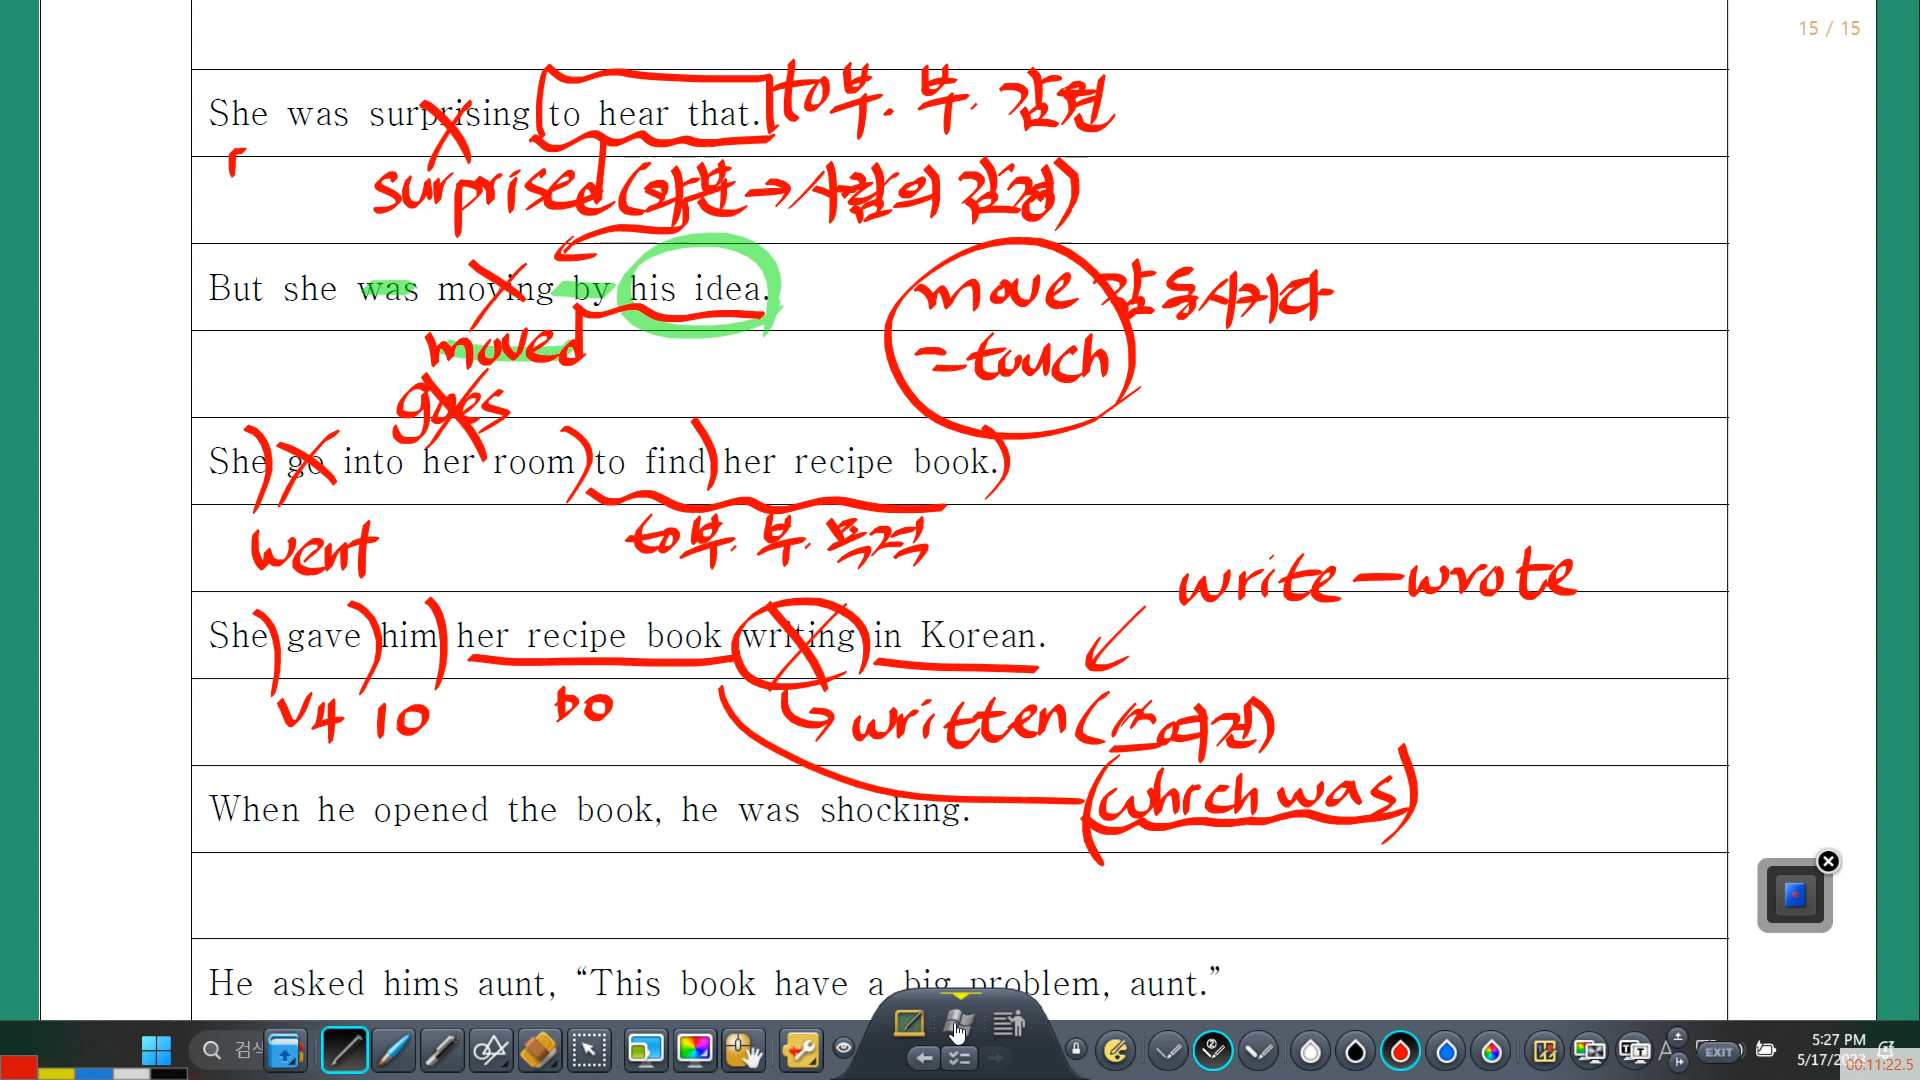 15 / 15
She was surprising to hear that.
to부. 부. 감원
surprised (과분→사람의 감정)
But she was moving by his idea.
move 감동시키다
moved
=touch
goes
She go into her room to find her recipe book.
went
to부. 부. 목적
write-wrote
She gave him her recipe book writing in Korean.
V4 IO DO
written (쓰여진)
(which was)
When he opened the book, he was shocking.
He asked hims aunt, “This book have a big problem, aunt.”
EXIT
5:27 PM
00:11:22.5